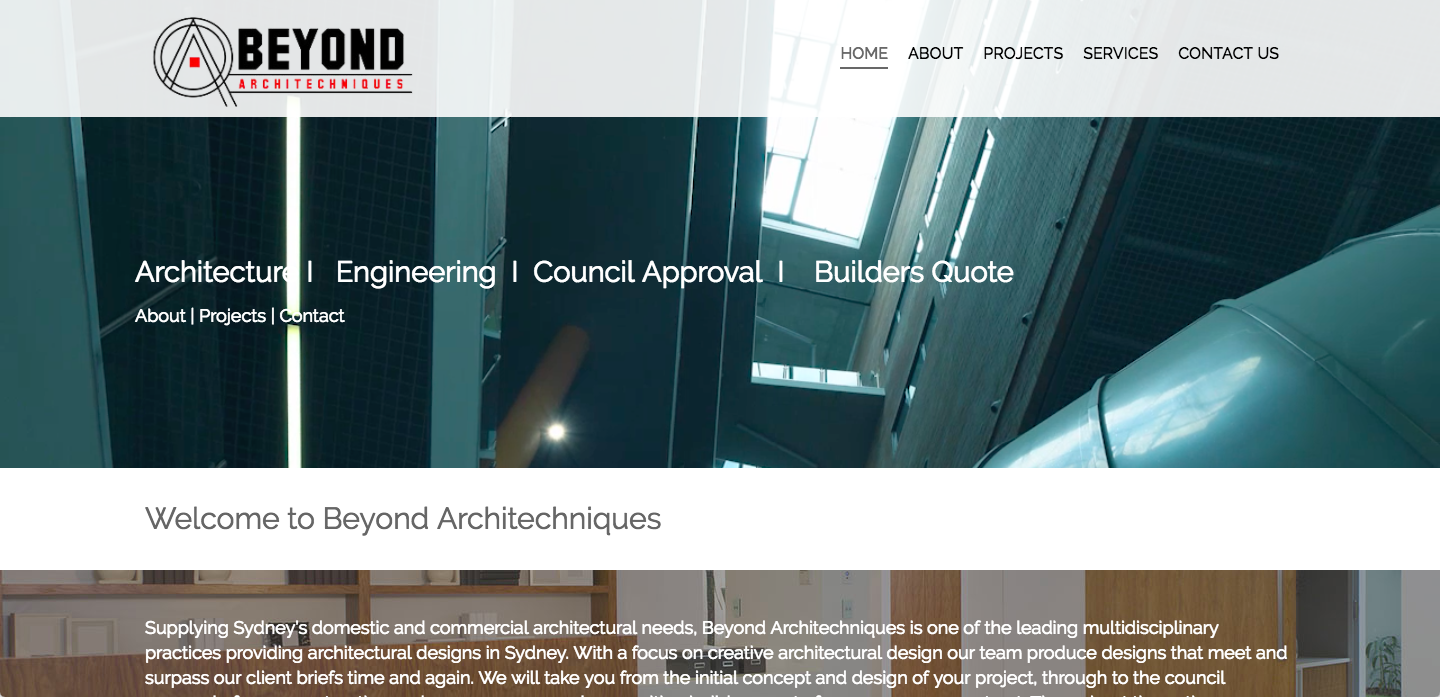 BEYOND
ARCHITECHNIQUES
HOME ABOUT PROJECTS SERVICES CONTACT US
Architecture I Engineering I Council Approval I Builders Quote
About | Projects | Contact
Welcome to Beyond Architechniques
Supplying Sydney's domestic and commercial architectural needs, Beyond Architechniques is one of the leading multidisciplinary
practices providing architectural designs in Sydney. With a focus on creative architectural design our team produce designs that meet and
surpass our client briefs time and again. We will take you from the initial concept and design of your project, through to the council